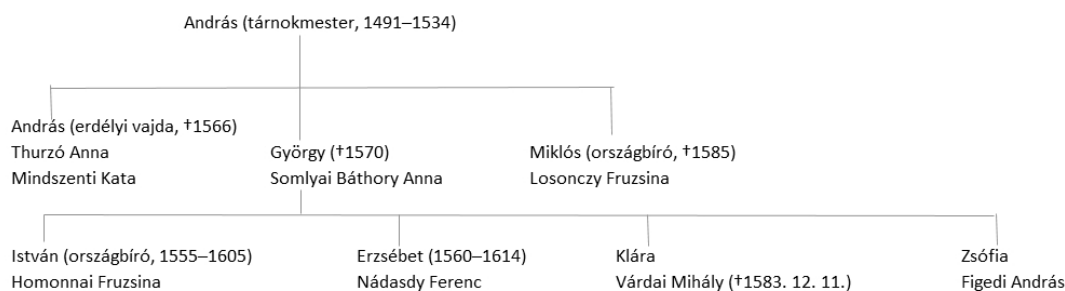 András (tárnokmester, 1491–1534)
András (erdélyi vajda, †1566)
Thurzó Anna
Mindszenti Kata
György (†1570)
Somlyai Báthory Anna
Miklós (országbíró, †1585)
Losonczy Fruzsina
István (országbíró, 1555–1605)
Homonnai Fruzsina
Erzsébet (1560–1614)
Nádasdy Ferenc
Klára
Várdai Mihály (†1583. 12. 11.)
Zsófia
Figedi András